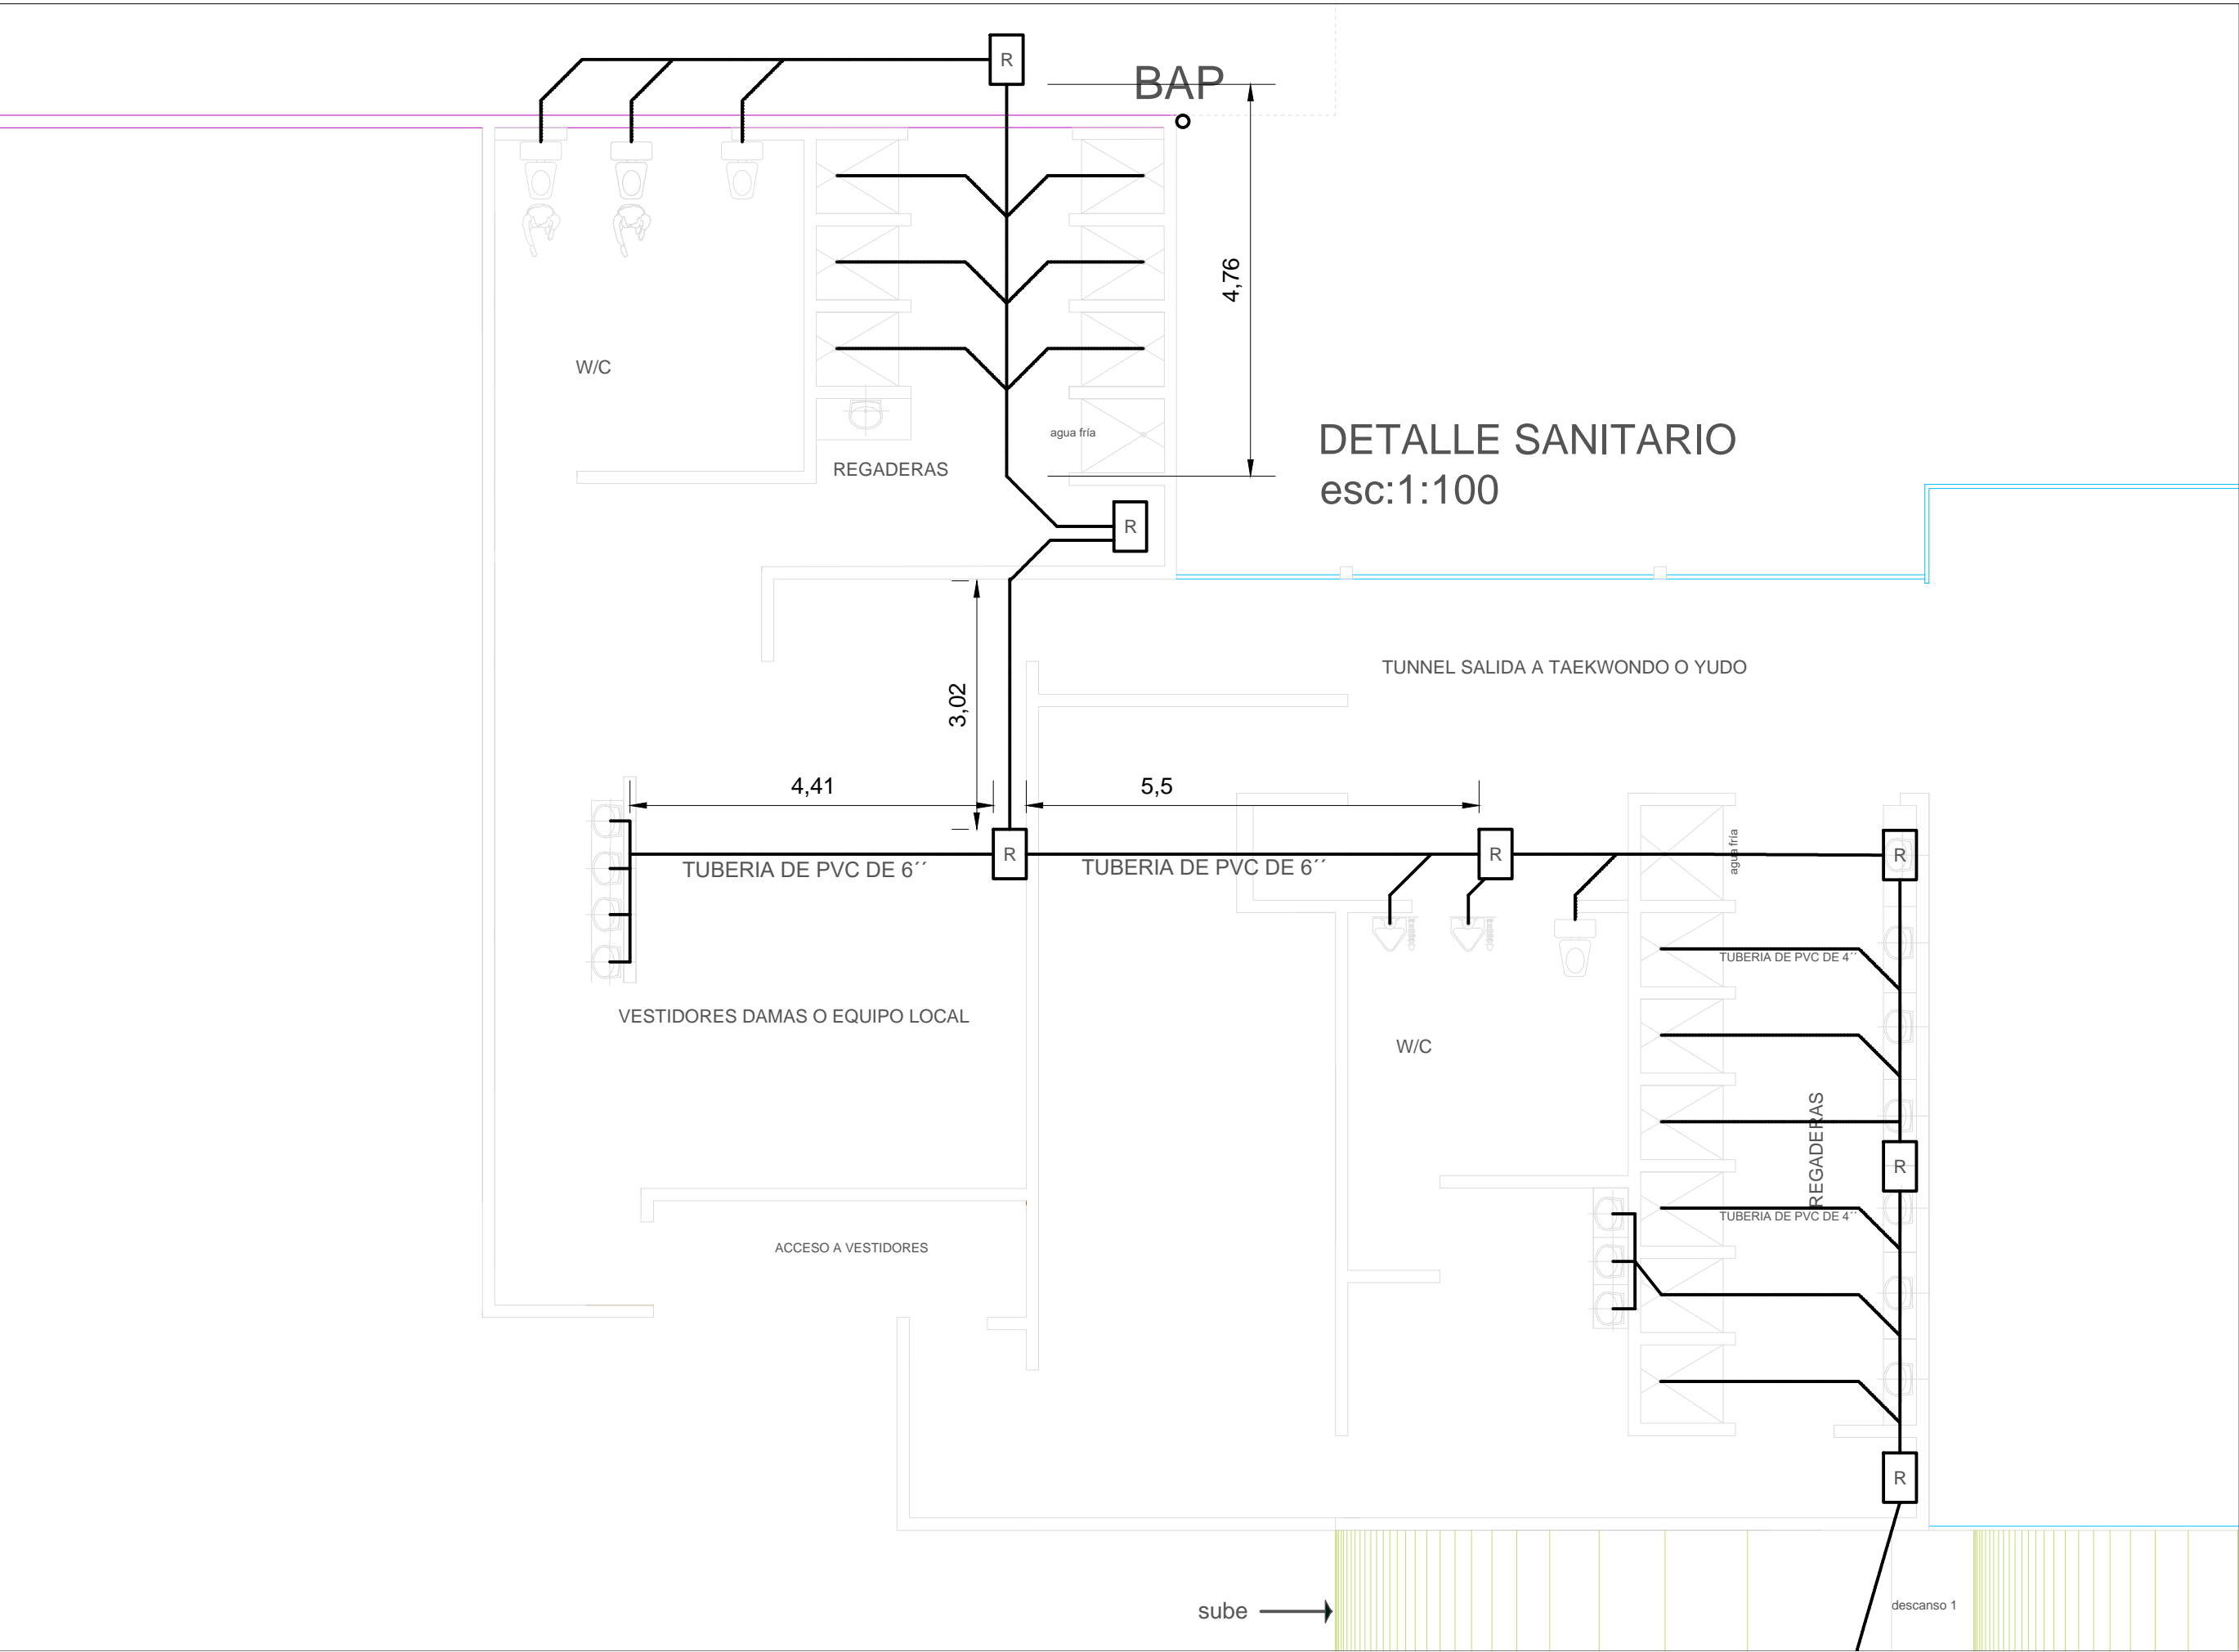 R
BAP
4,76
W/C
agua fría
DETALLE SANITARIO
REGADERAS
esc:1:100
R
TUNNEL SALIDA A TAEKWONDO O YUDO
3,02
4,41
5,5
R
R
agua fría
R
TUBERIA DE PVC DE 6´´
TUBERIA DE PVC DE 6´´
TUBERIA DE PVC DE 4´´
VESTIDORES DAMAS O EQUIPO LOCAL
W/C
REGADERAS
R
TUBERIA DE PVC DE 4´´
ACCESO A VESTIDORES
R
descanso 1
sube